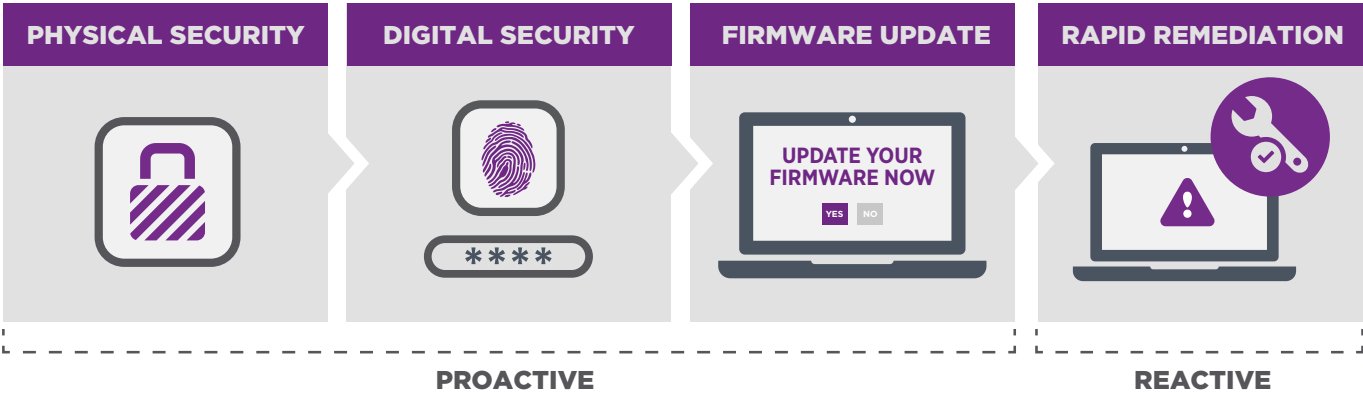 PHYSICAL SECURITY
DIGITAL SECURITY
FIRMWARE UPDATE
RAPID REMEDIATION
****
UPDATE YOUR
FIRMWARE NOW
YES NO
PROACTIVE
REACTIVE